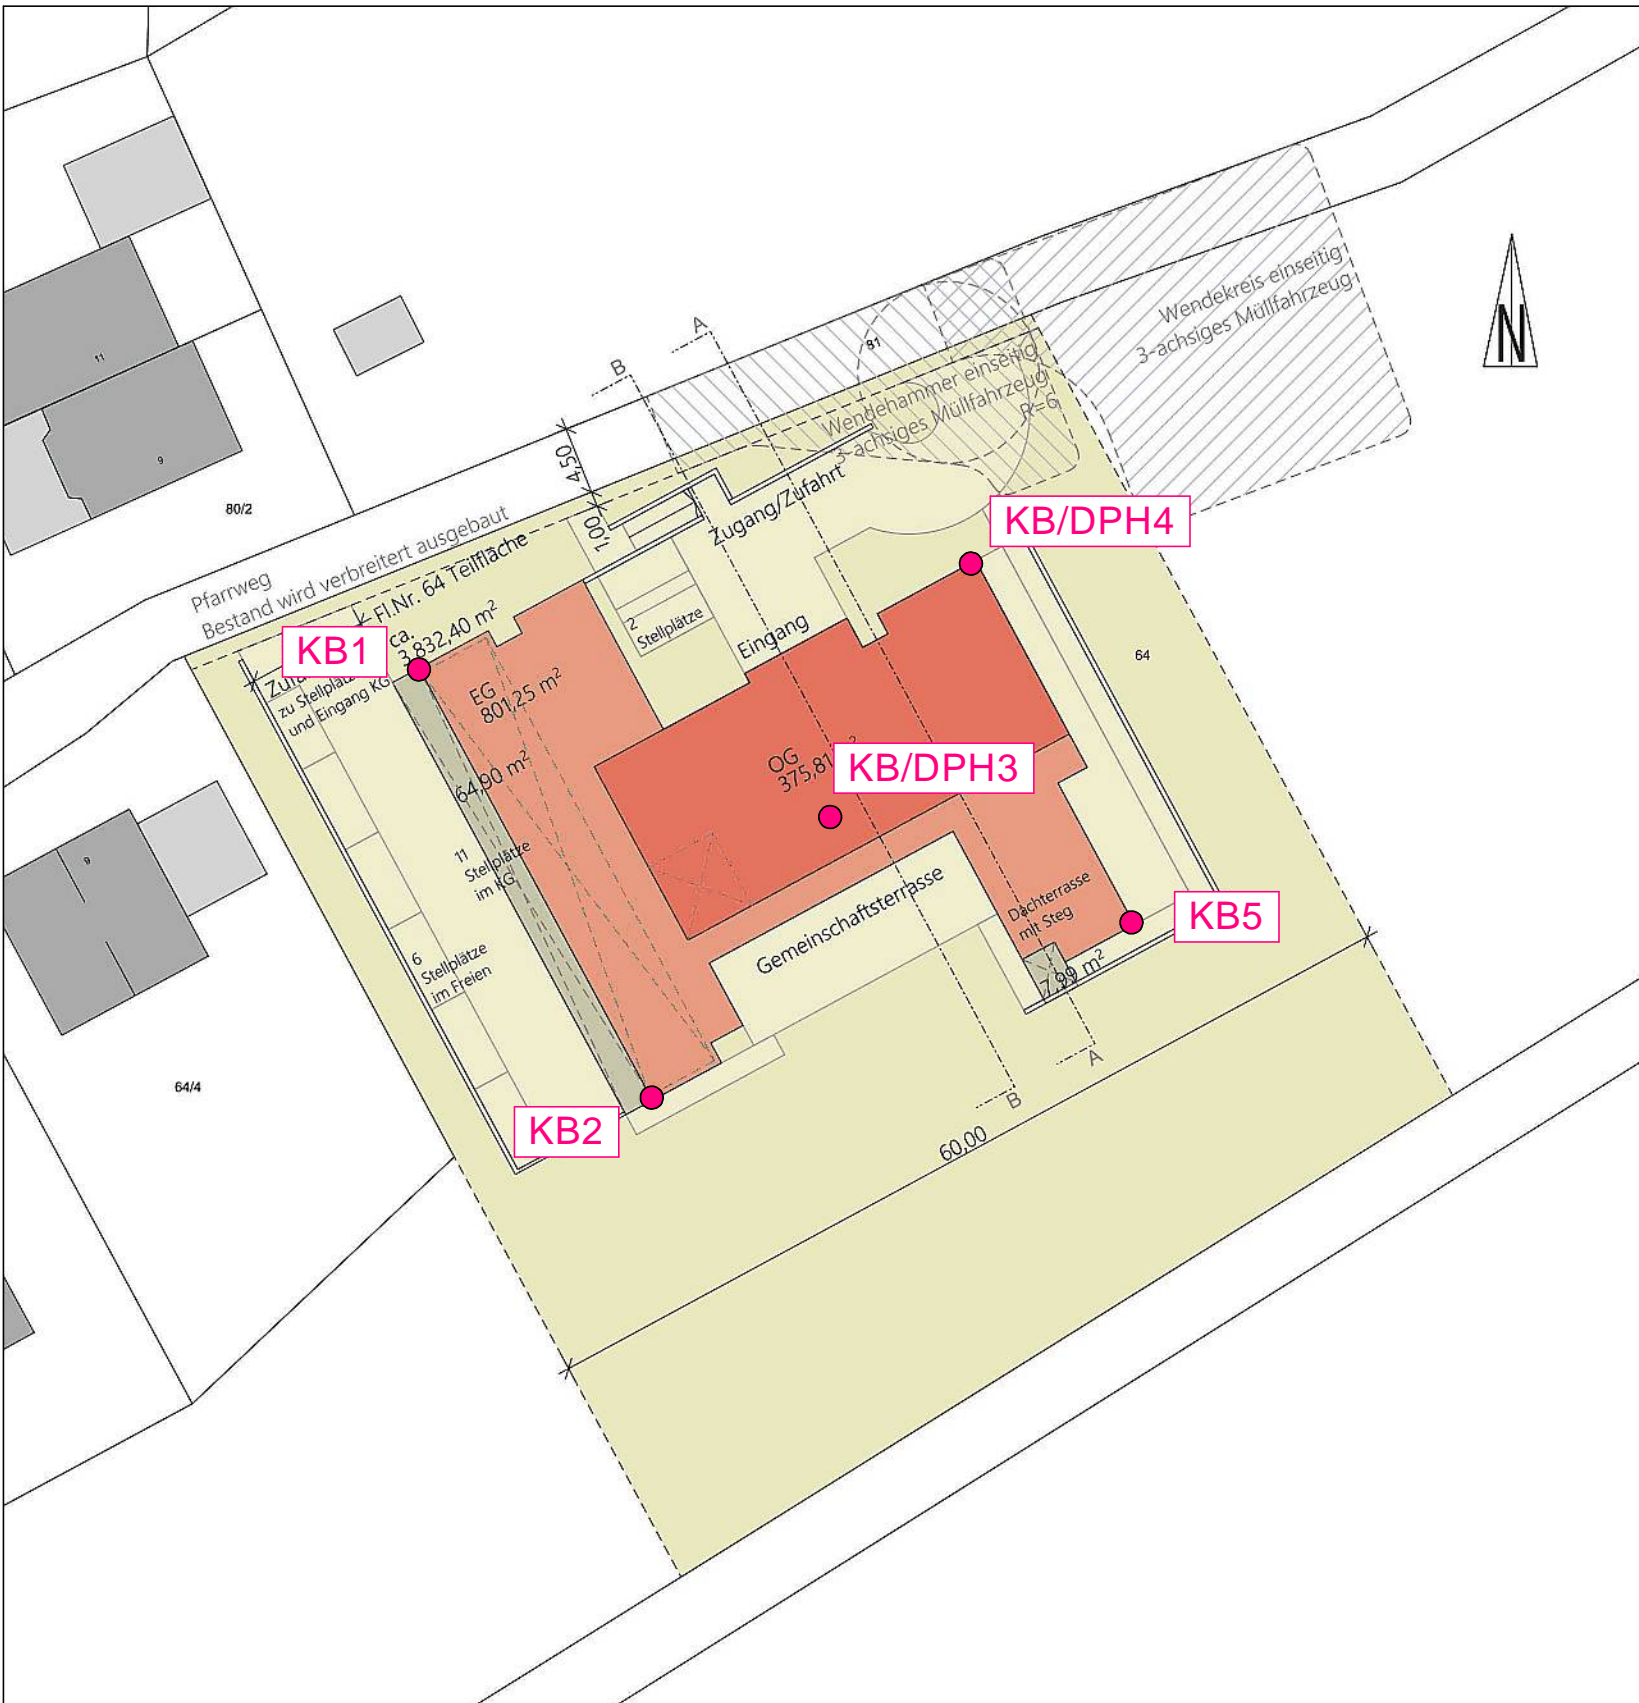 A
B
81
Wendekreis einseitig
3-achsiges Müllfahrzeug
N
Wendehammer einseitig
3-achsiges Müllfahrzeug
R=6
11
9
80/2
4,50
1,00
Zugang/Zufahrt
KB/DPH4
Pfarrweg
Bestand wird verbreitert ausgebaut
Fl.Nr. 64 Teilfläche
ca.
3.832,40 m²
KB1
zu Stellplätz
und Eingang KG
2
Stellplätze
Eingang
64
EG
801,25 m²
OG
375,81
KB/DPH3
64,90 m²
11
Stellplätze
im KG
9
6
Stellplätze
im Freien
Gemeinschaftsterrasse
Dachterrasse
mit Steg
KB5
7,99 m²
A
B
64/4
KB2
60,00